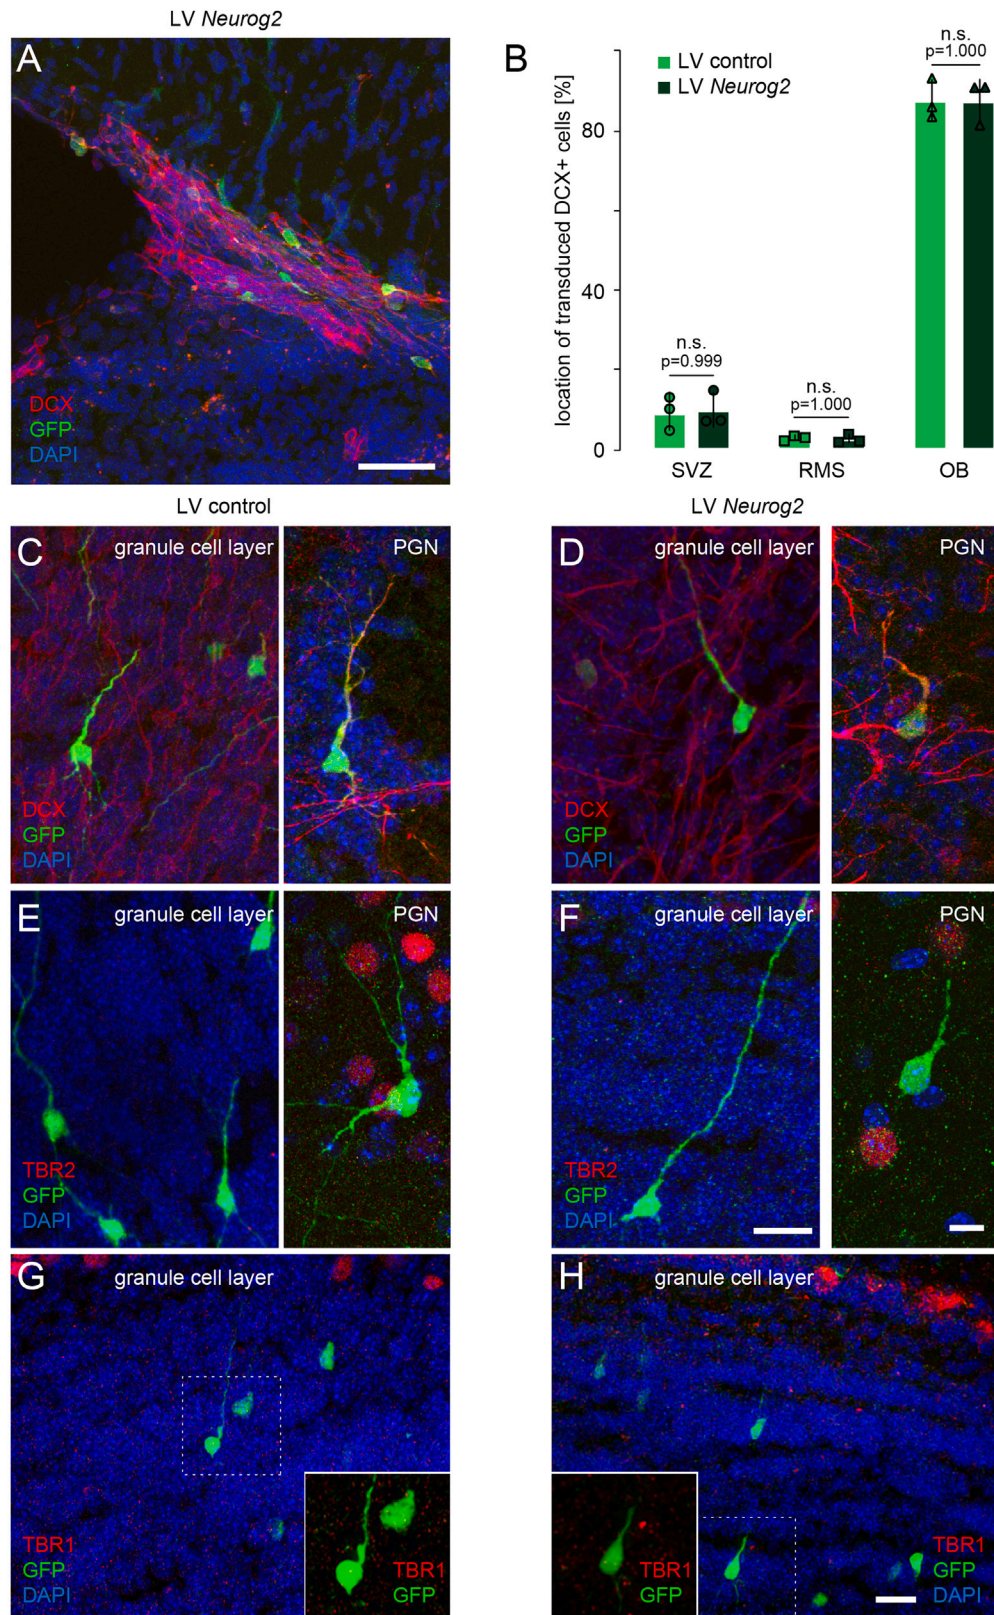 LV Neurog2
A
DCX
GFP
DAPI
B
LV control
LV Neurog2
location of transduced DCX+ cells [%]
80
40
0
n.s.
p=0.999
n.s.
p=1.000
n.s.
p=1.000
SVZ
RMS
OB
LV control
C
granule cell layer
DCX
GFP
DAPI
PGN
LV Neurog2
D
granule cell layer
DCX
GFP
DAPI
PGN
E
granule cell layer
TBR2
GFP
DAPI
PGN
F
granule cell layer
TBR2
GFP
DAPI
PGN
G
granule cell layer
TBR1
GFP
DAPI
TBR1
GFP
H
granule cell layer
TBR1
GFP
TBR1
GFP
DAPI